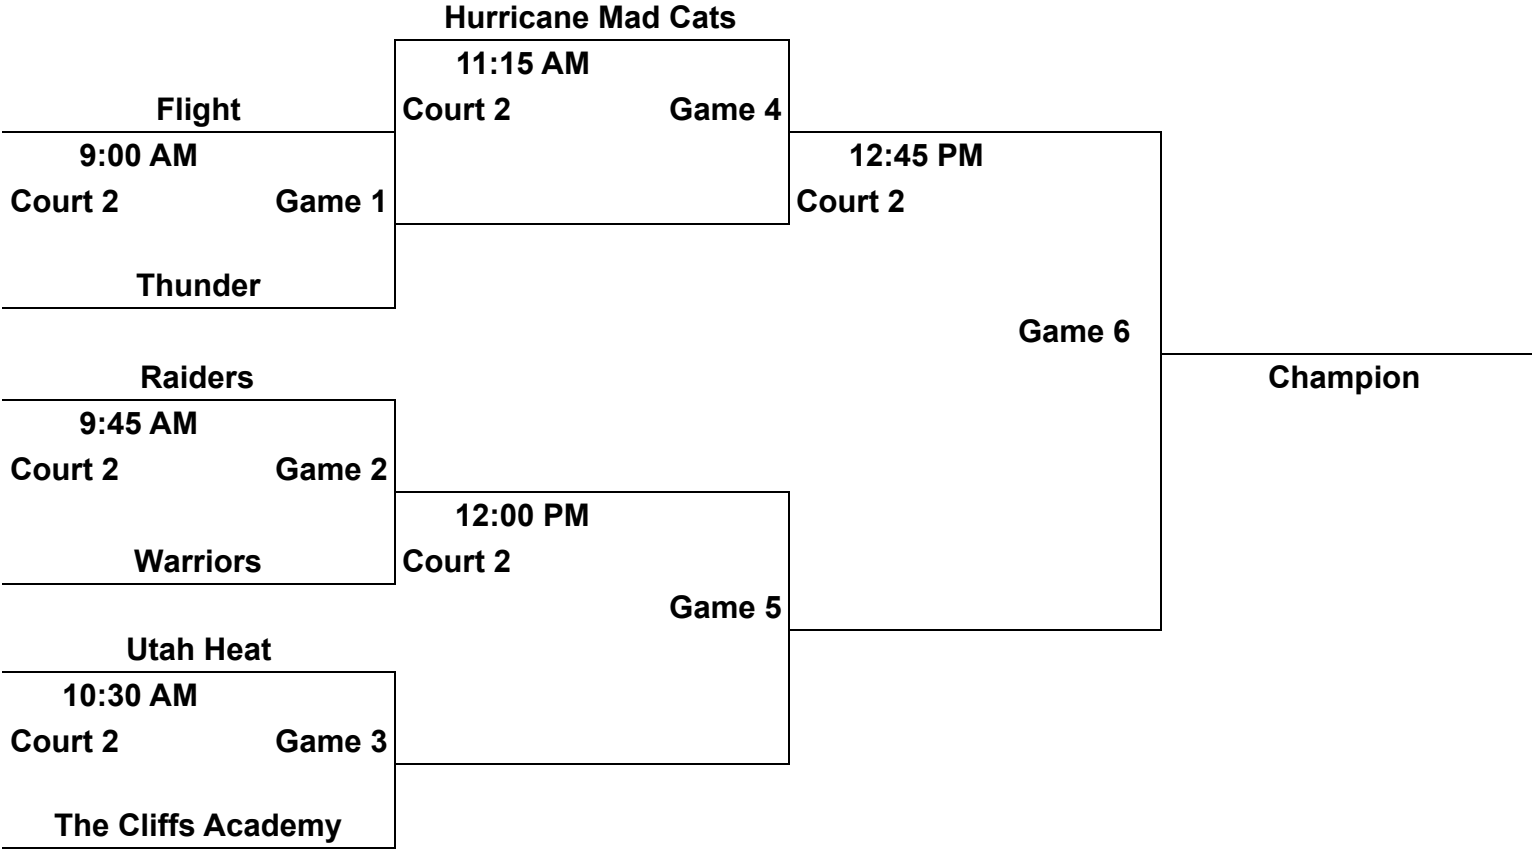 Hurricane Mad Cats
11:15 AM
Flight
Court 2 Game 4
9:00 AM
12:45 PM
Court 2 Game 1
Court 2
Thunder
Game 6
Raiders
Champion
9:45 AM
Court 2 Game 2
12:00 PM
Warriors
Court 2
Game 5
Utah Heat
10:30 AM
Court 2 Game 3
The Cliffs Academy